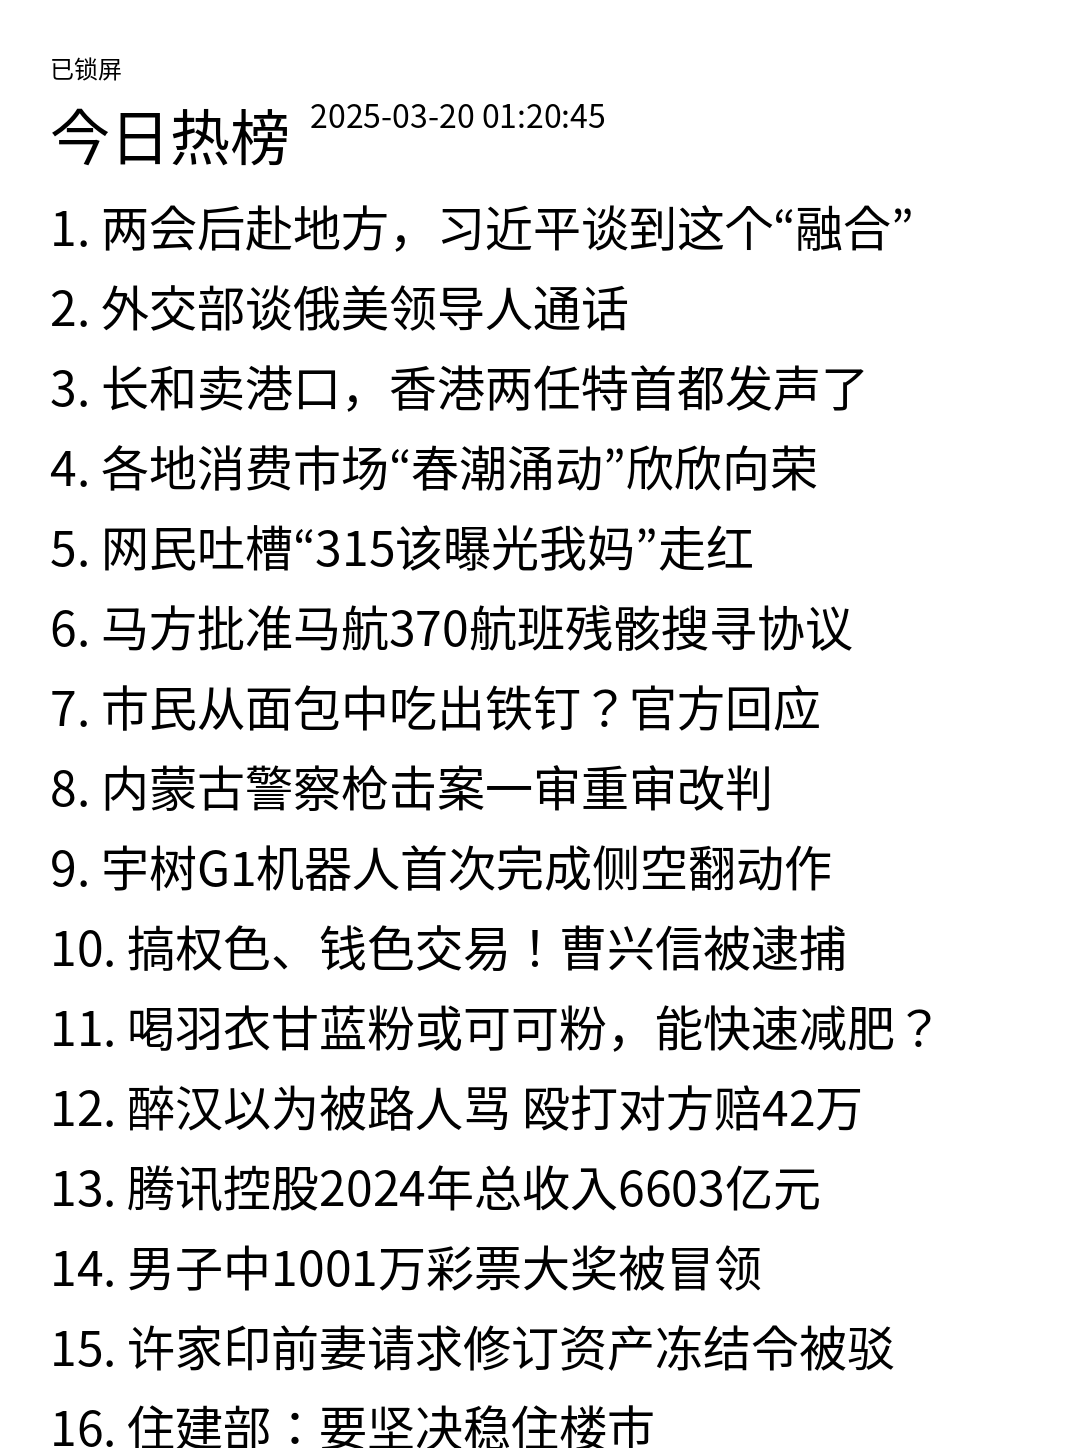 已锁屏
今日热榜 2025-03-20 01:20:45
1. 两会后赴地方，习近平谈到这个“融合”
2. 外交部谈俄美领导人通话
3. 长和卖港口，香港两任特首都发声了
4. 各地消费市场“春潮涌动”欣欣向荣
5. 网民吐槽“315该曝光我妈”走红
6. 马方批准马航370航班残骸搜寻协议
7. 市民从面包中吃出铁钉？官方回应
8. 内蒙古警察枪击案一审重审改判
9. 宇树G1机器人首次完成侧空翻动作
10. 搞权色、钱色交易！曹兴信被逮捕
11. 喝羽衣甘蓝粉或可可粉，能快速减肥？
12. 醉汉以为被路人骂 殴打对方赔42万
13. 腾讯控股2024年总收入6603亿元
14. 男子中1001万彩票大奖被冒领
15. 许家印前妻请求修订资产冻结令被驳
16. 住建部：要坚决稳住楼市